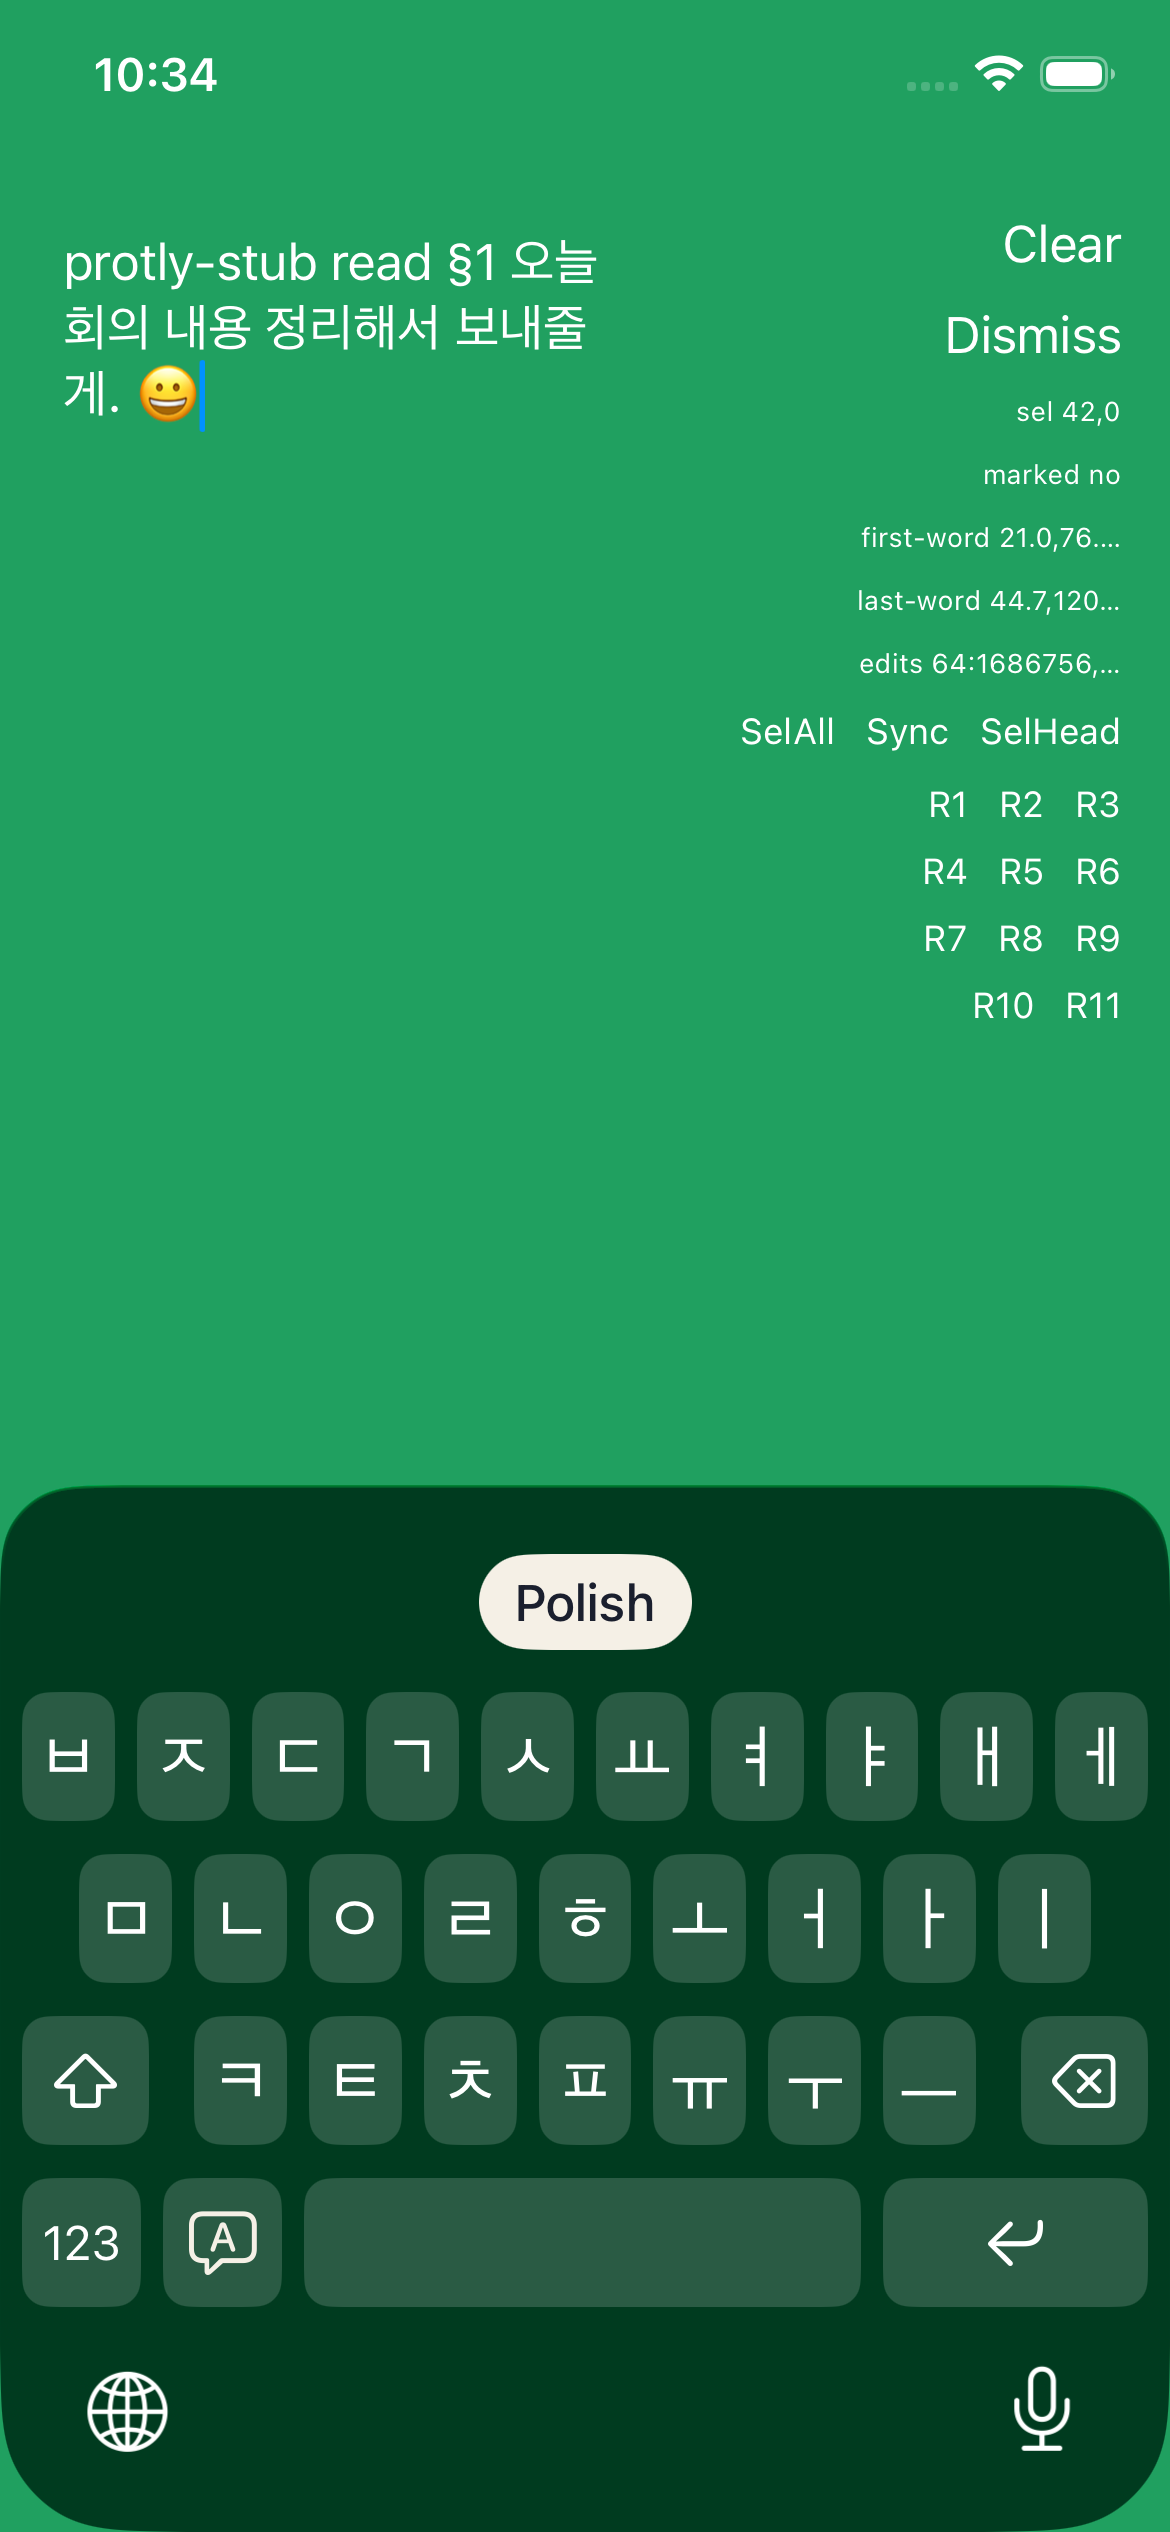 10:34
protly-stub read §1 오늘
회의 내용 정리해서 보내줄
게. 😀
Clear
Dismiss
sel 42,0
marked no
first-word 21.0,76....
last-word 44.7,120...
edits 64:1686756,...
SelAll Sync SelHead
R1 R2 R3
R4 R5 R6
R7 R8 R9
R10 R11
Polish
ㅂ ㅈ ㄷ ㄱ ㅅ ㅛ ㅕ ㅑ ㅐ ㅔ
ㅁ ㄴ ㅇ ㄹ ㅎ ㅗ ㅓ ㅏ ㅣ
ㅋ ㅌ ㅊ ㅍ ㅠ ㅜ ㅡ
123 A